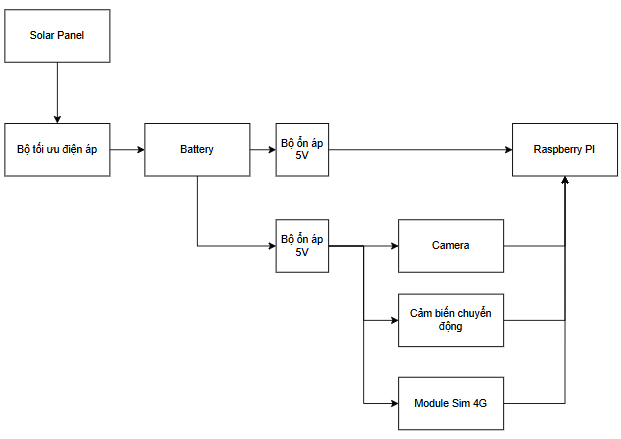 Solar Panel
Bộ tối ưu điện áp
Battery
Bộ ổn áp
5V
Raspberry PI
Bộ ổn áp
5V
Camera
Cảm biến chuyển
động
Module Sim 4G